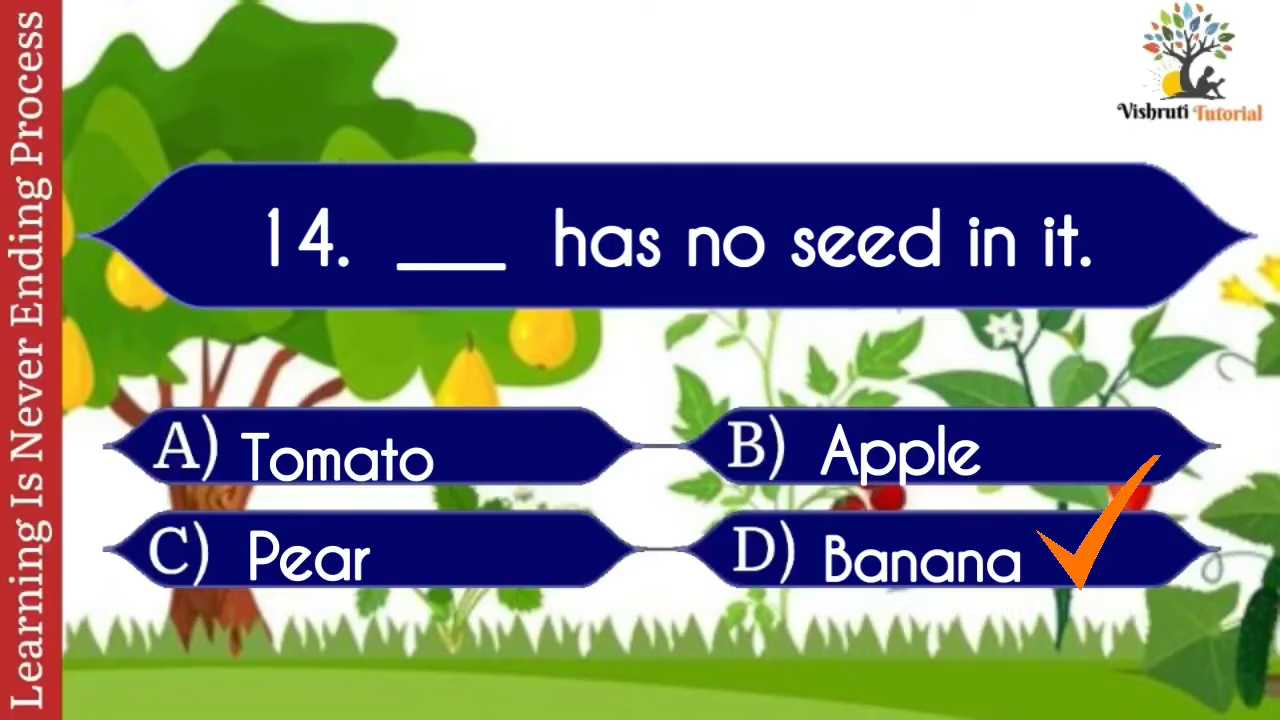 Learning Is Never Ending Process
Vishruti Tutorial
14. ___ has no seed in it.
A) Tomato
B) Apple
C) Pear
D) Banana